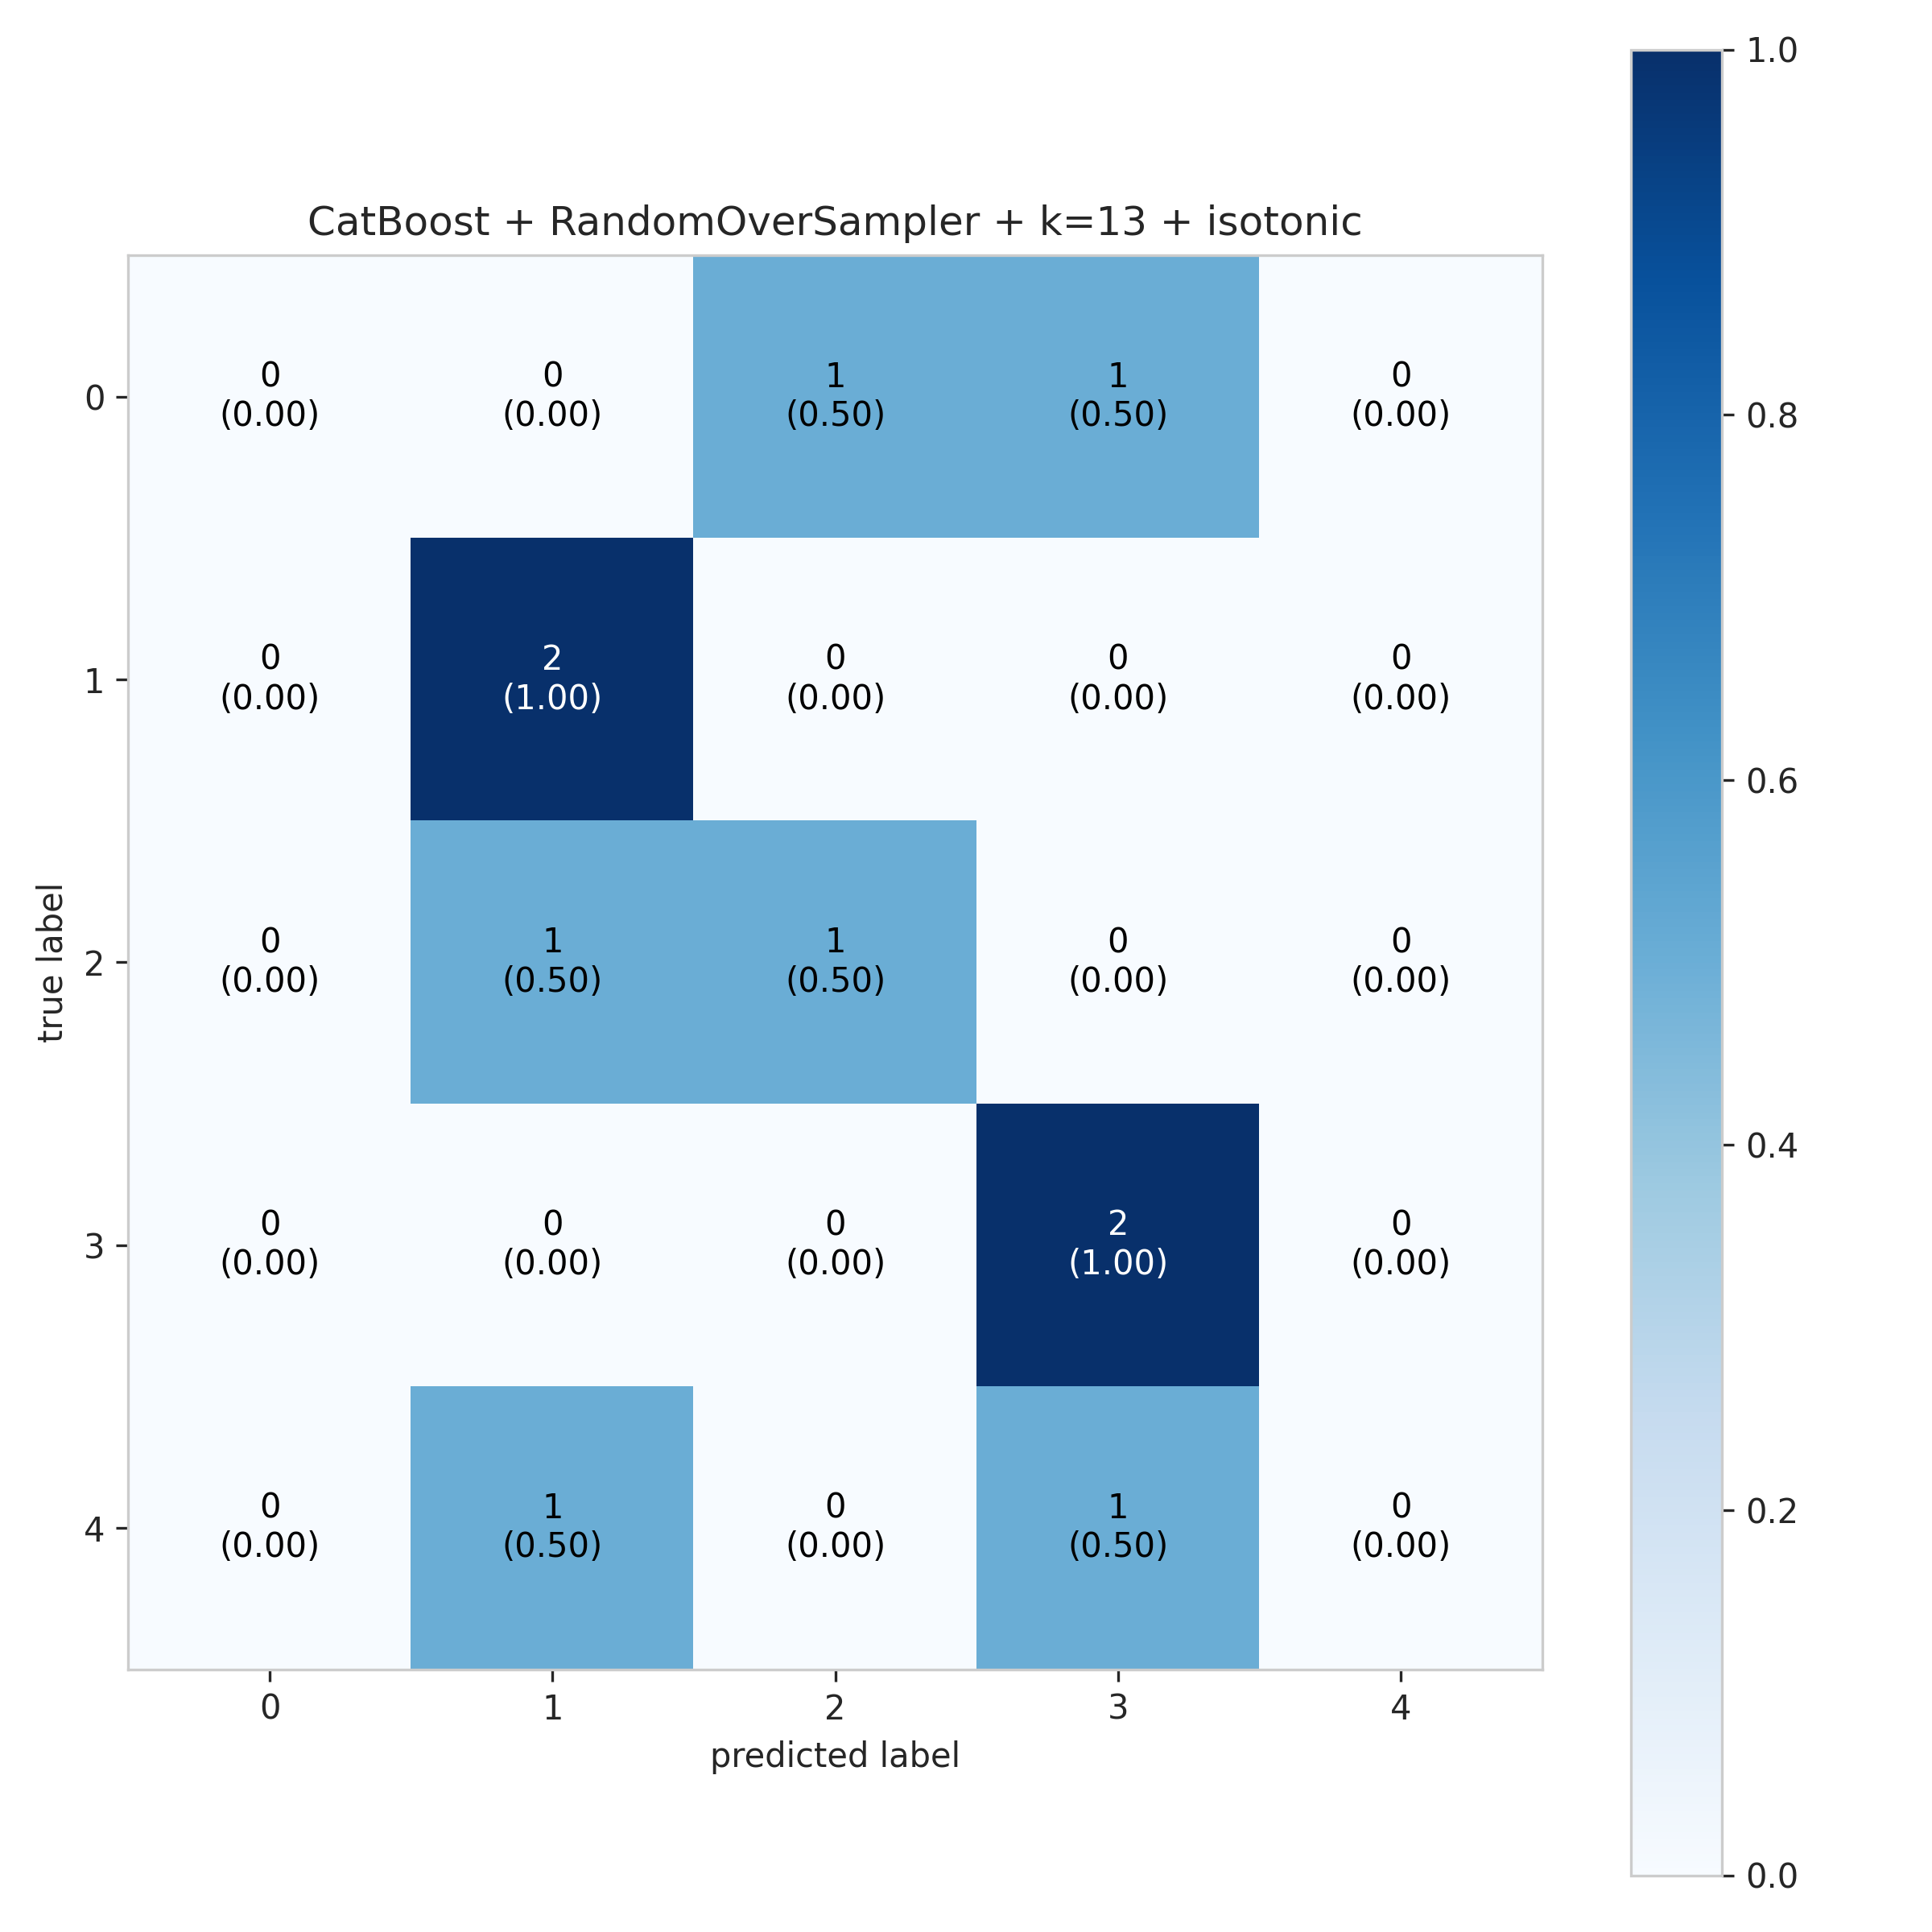 CatBoost + RandomOverSampler + k=13 + isotonic
1.0
0.8
0.6
0.4
0.2
0.0
true label
0
0 0 1 1 0
(0.00) (0.00) (0.50) (0.50) (0.00)
1
0 2 0 0 0
(0.00) (1.00) (0.00) (0.00) (0.00)
2
0 1 1 0 0
(0.00) (0.50) (0.50) (0.00) (0.00)
3
0 0 0 2 0
(0.00) (0.00) (0.00) (1.00) (0.00)
4
0 1 0 1 0
(0.00) (0.50) (0.00) (0.50) (0.00)
0 1 2 3 4
predicted label